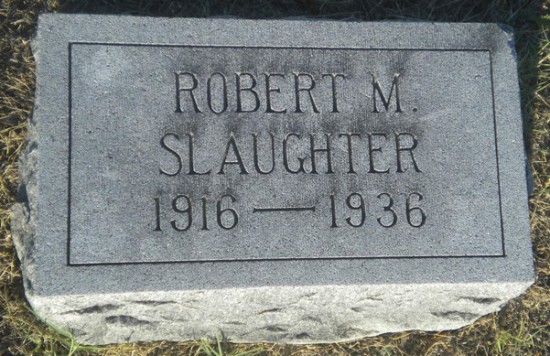 ROBERT M.
SLAUGHTER
1916 — 1936